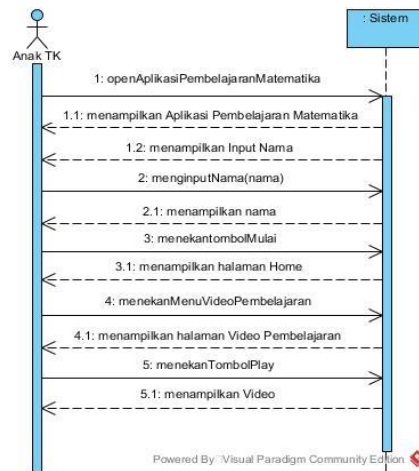 : Sistem
Anak TK
1: openAplikasiPembelajaranMatematika
1.1: menampilkan Aplikasi Pembelajaran Matematika
1.2: menampilkan Input Nama
2: menginputNama(nama)
2.1: menampilkan nama
3: menekantombolMulai
3.1: menampilkan halaman Home
4: menekanMenuVideoPembelajaran
4.1: menampilkan halaman Video Pembelajaran
5: menekanTombolPlay
5.1: menampilkan Video
Powered By Visual Paradigm Community Edition